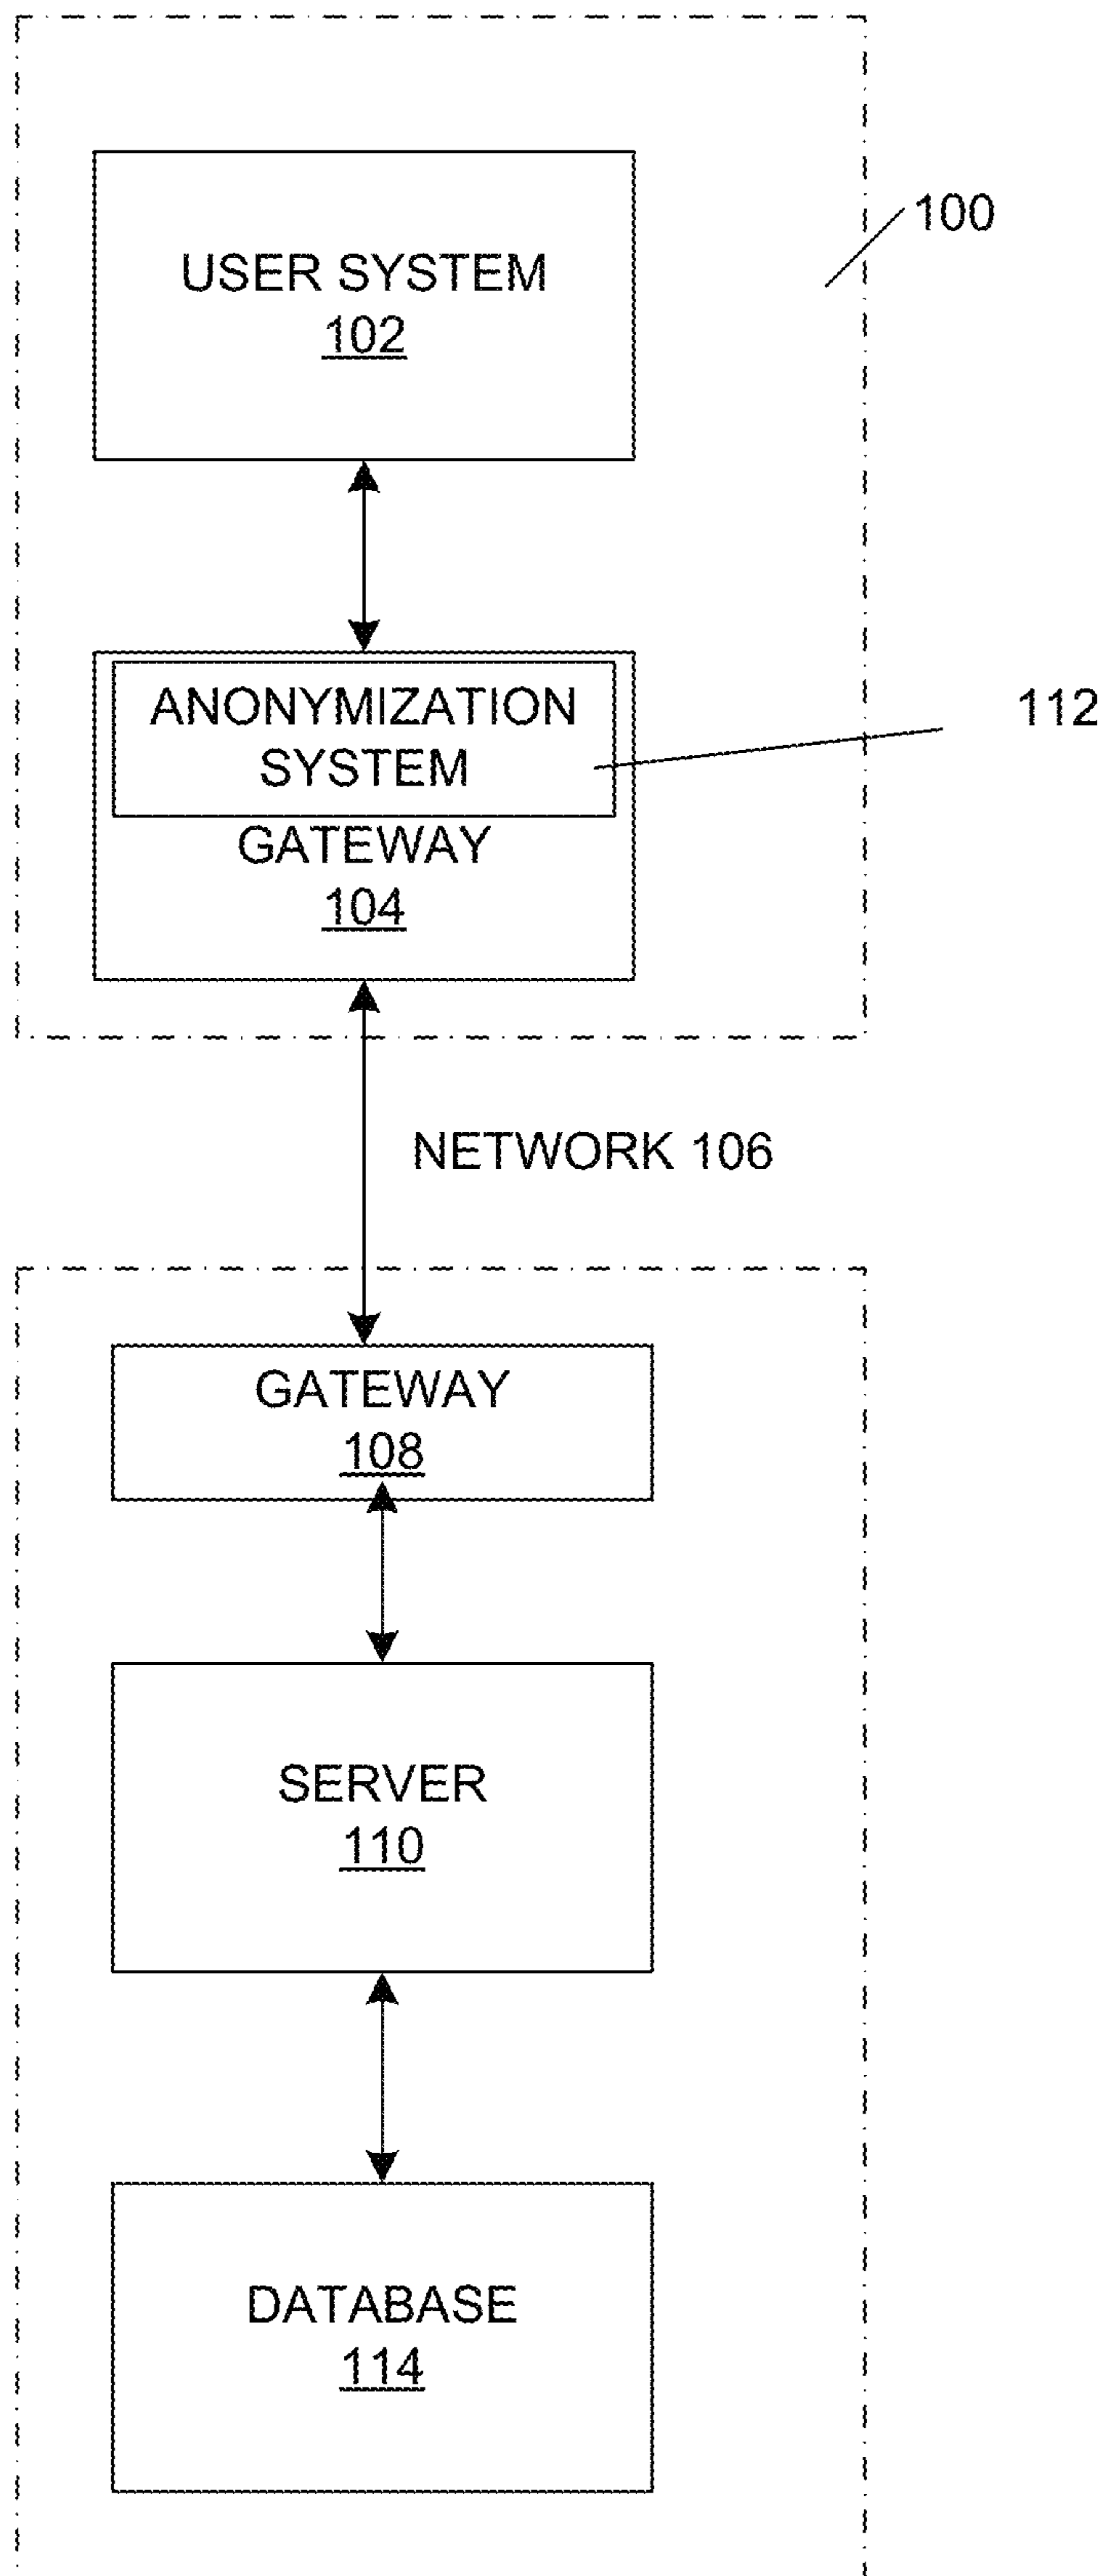 100
USER SYSTEM
102
ANONYMIZATION
SYSTEM
112
GATEWAY
104
NETWORK 106
GATEWAY
108
SERVER
110
DATABASE
114